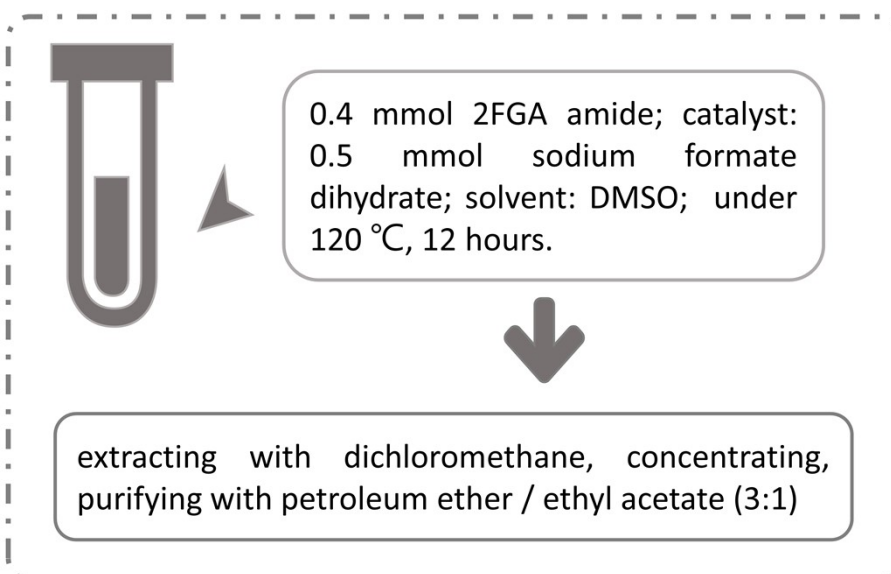 0.4 mmol 2FGA amide; catalyst:
0.5 mmol sodium formate
dihydrate; solvent: DMSO; under
120 ℃, 12 hours.
extracting with dichloromethane, concentrating,
purifying with petroleum ether / ethyl acetate (3:1)